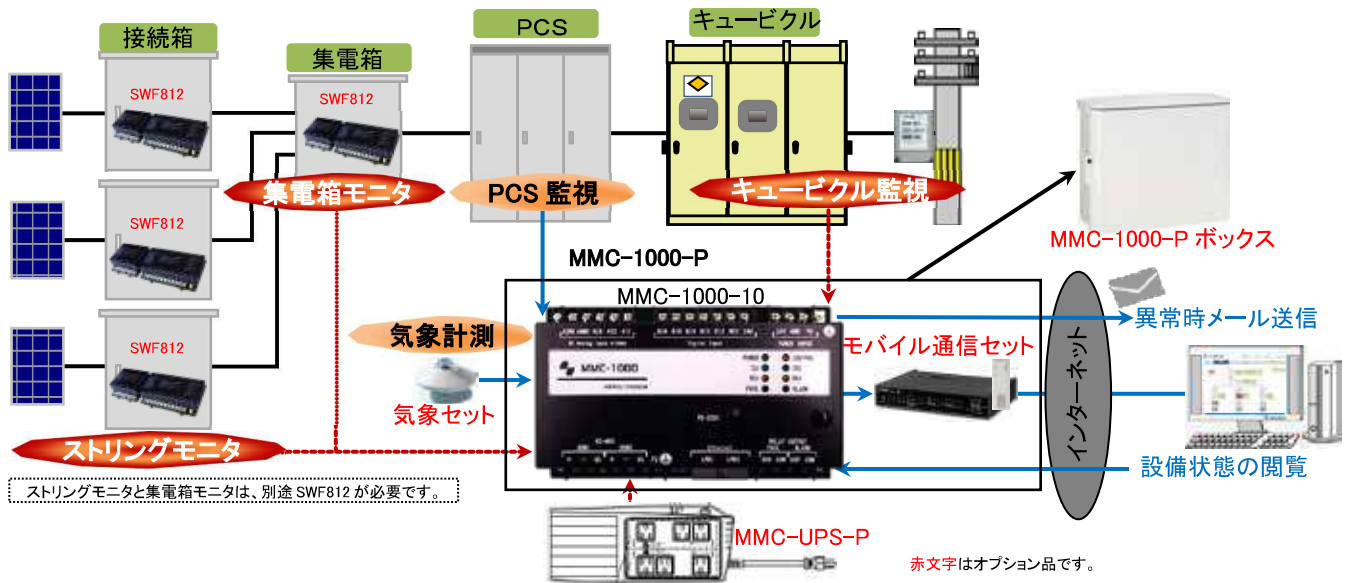 接続箱
集電箱
PCS
キュービクル
SWF812
SWF812
SWF812
SWF812
集電箱モニタ
PCS 監視
キュービクル監視
MMC-1000-P ボックス
MMC-1000-P
MMC-1000-10
気象計測
気象セット
MMC-1000
モバイル通信セット
インターネット
異常時メール送信
設備状態の閲覧
ストリングモニタ
ストリングモニタと集電箱モニタは、別途 SWF812 が必要です。
MMC-UPS-P
赤文字はオプション品です。